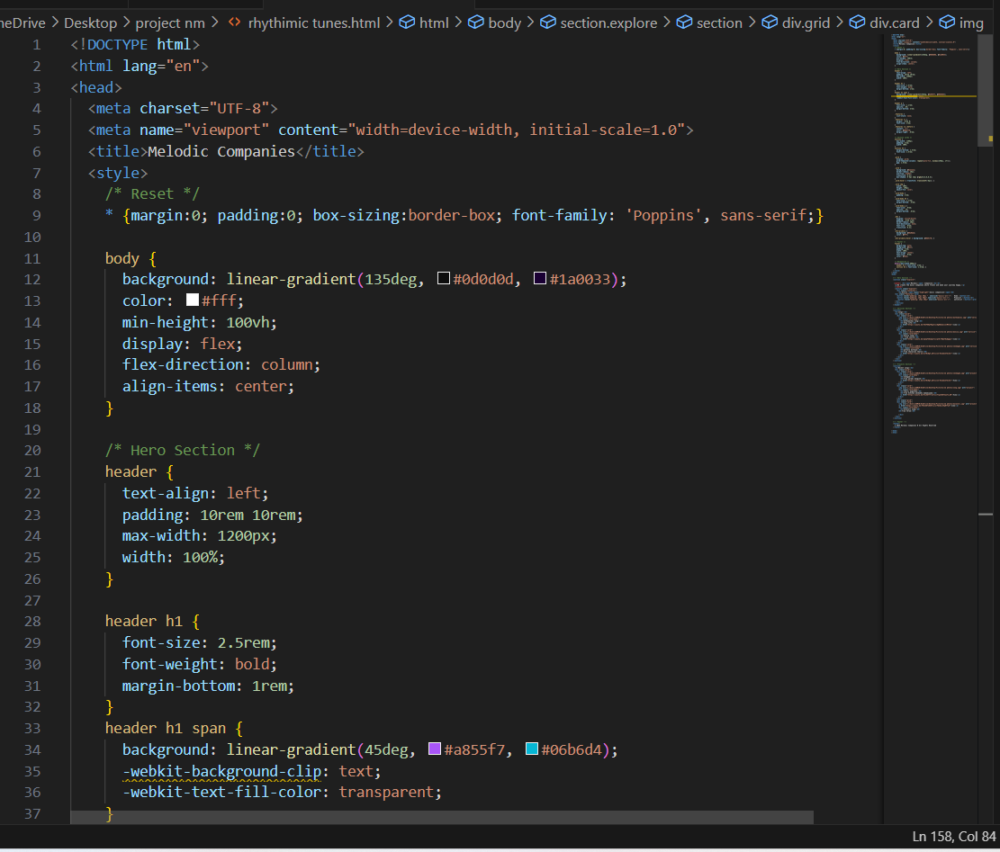 neDrive > Desktop > project nm > <> rhythimic tunes.html > html > body > section.explore > section > div.grid > div.card > img
1 <!DOCTYPE html>
2 <html lang="en">
3 <head>
4 <meta charset="UTF-8">
5 <meta name="viewport" content="width=device-width, initial-scale=1.0">
6 <title>Melodic Companies</title>
7 <style>
8 /* Reset */
9 * {margin:0; padding:0; box-sizing:border-box; font-family: 'Poppins', sans-serif;}
10
11 body {
12 background: linear-gradient(135deg, #0d0d0d, #1a0033);
13 color: #fff;
14 min-height: 100vh;
15 display: flex;
16 flex-direction: column;
17 align-items: center;
18 }
19
20 /* Hero Section */
21 header {
22 text-align: left;
23 padding: 10rem 10rem;
24 max-width: 1200px;
25 width: 100%;
26 }
27
28 header h1 {
29 font-size: 2.5rem;
30 font-weight: bold;
31 margin-bottom: 1rem;
32 }
33 header h1 span {
34 background: linear-gradient(45deg, #a855f7, #06b6d4);
35 -webkit-background-clip: text;
36 -webkit-text-fill-color: transparent;
37 }
Ln 158, Col 84